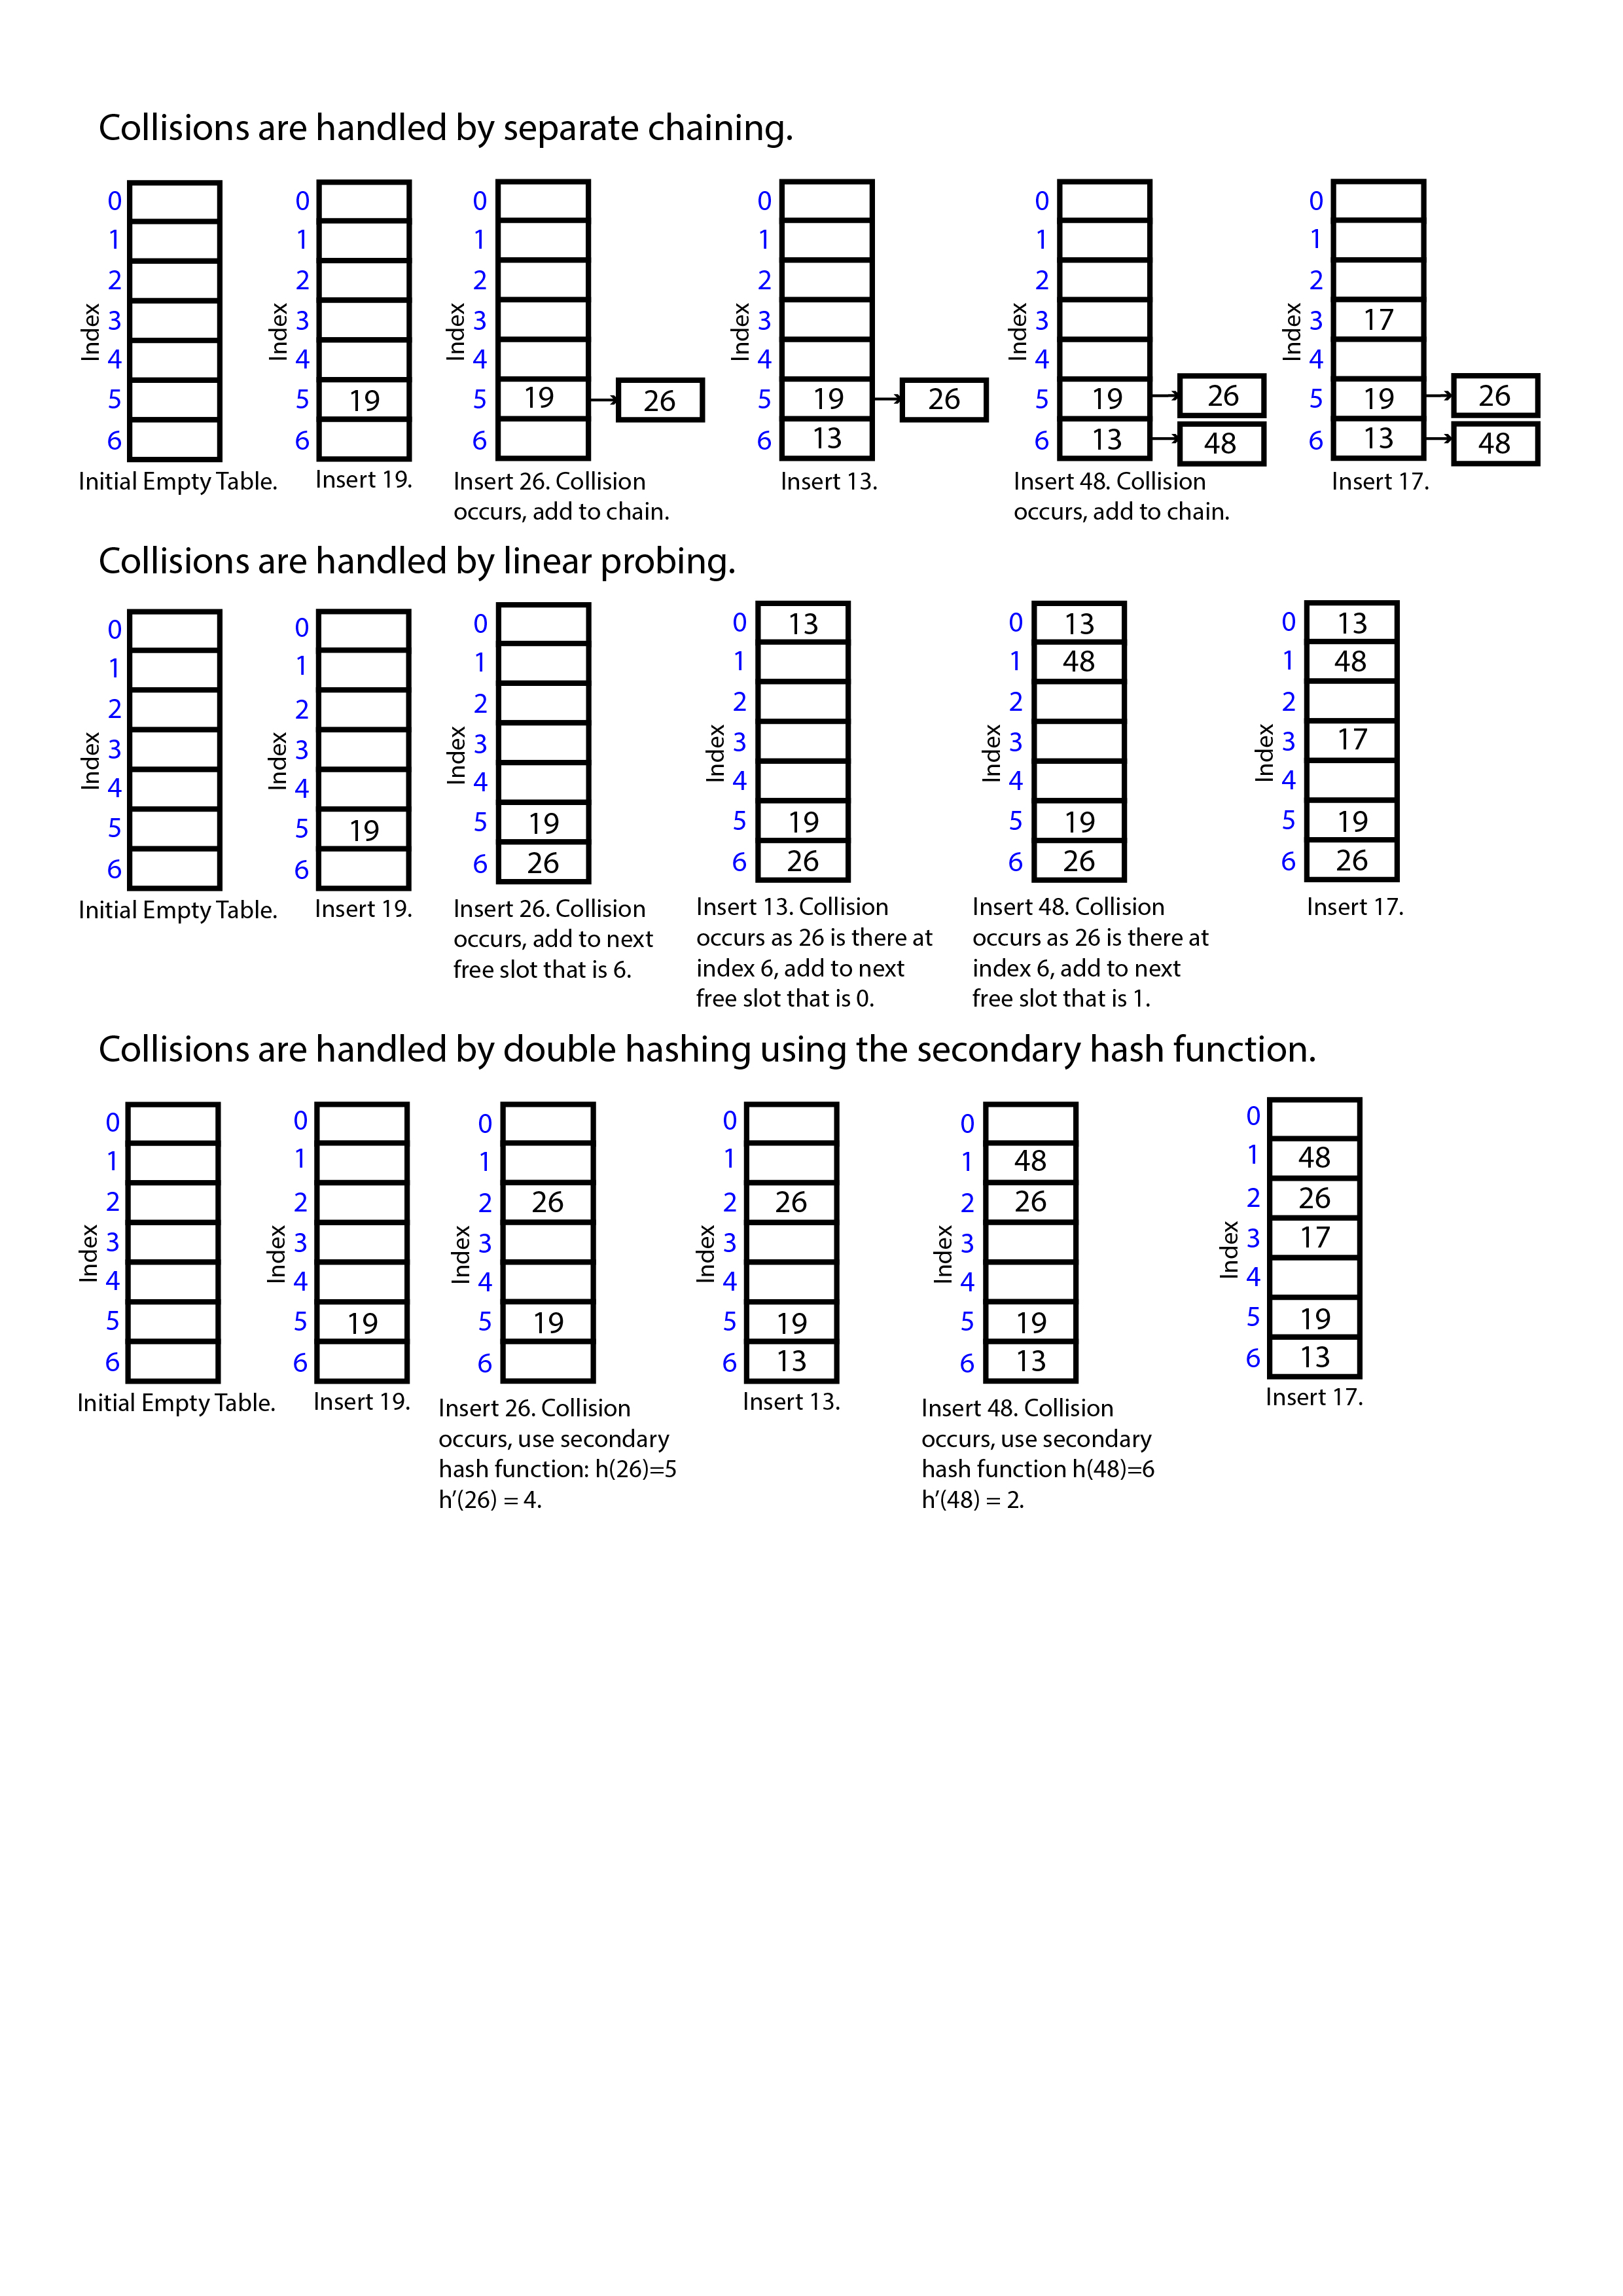 Collisions are handled by separate chaining.
0 0 0 0 0 0
1 1 1 1 1 1
2 2 2 2 2 2
Index 3 Index 3 Index 3 Index 3 Index 3 Index 3 17
4 4 4 4 4 4
5 5 19 5 19 26 5 19 26 5 19 26 5 19 26
6 6 6 6 13 6 13 48 6 13 48
Initial Empty Table. Insert 19. Insert 26. Collision Insert 13. Insert 48. Collision Insert 17.
occurs, add to chain. occurs, add to chain.
Collisions are handled by linear probing.
0 0 0 0 13 0 13 0 13
1 1 1 1 1 48 1 48
2 2 2 2 2 2
Index 3 Index 3 Index 3 Index 3 Index 3 Index 3 17
4 4 4 4 4 4
5 5 19 5 19 5 19 5 19 5 19
6 6 6 26 6 26 6 26 6 26
Initial Empty Table. Insert 19. Insert 26. Collision Insert 13. Collision Insert 48. Collision Insert 17.
occurs, add to next occurs as 26 is there at occurs as 26 is there at
free slot that is 6. index 6, add to next index 6, add to next
free slot that is 0. free slot that is 1.
Collisions are handled by double hashing using the secondary hash function.
0 0 0 0 0 0
1 1 1 1 1 48 1 48
2 2 2 26 2 26 2 26 2 26
Index 3 Index 3 Index 3 Index 3 Index 3 Index 3 17
4 4 4 4 4 4
5 5 19 5 19 5 19 5 19 5 19
6 6 6 6 13 6 13 6 13
Initial Empty Table. Insert 19. Insert 26. Collision Insert 13. Insert 48. Collision Insert 17.
occurs, use secondary occurs, use secondary
hash function: h(26)=5 hash function h(48)=6
h’(26) = 4. h’(48) = 2.